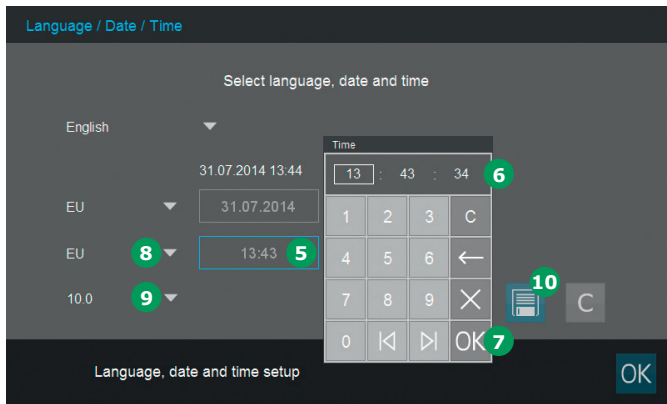 Language / Date / Time
Select language, date and time
English
31.07.2014 13:44
EU
31.07.2014
EU 8
13:43 5
10.0 9
Time
13 : 43 : 34 6
1 2 3 C
4 5 6 ←
7 8 9 X
0 OK 7
10
C
Language, date and time setup
OK